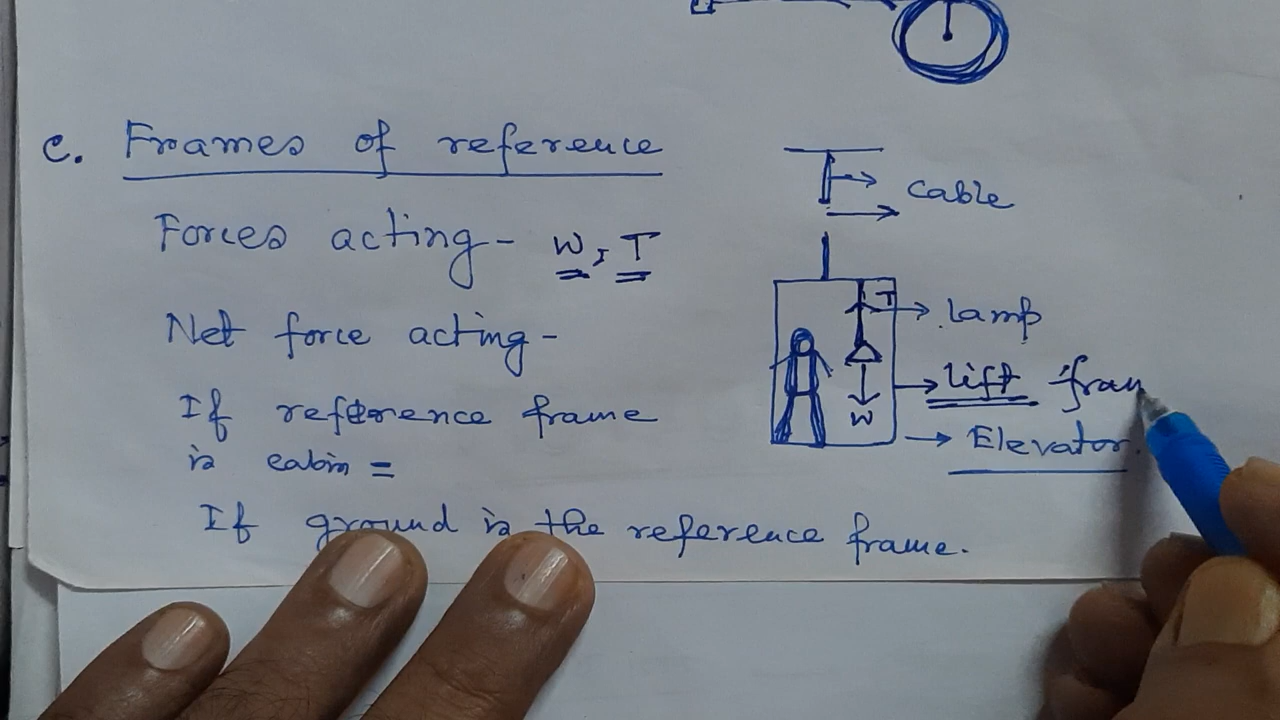 c. Frames of reference
Forces acting - W, T
Net force acting -
If reference frame
is cabin =
If ground is the reference frame.
cable
T
lamp
lift fram
W
Elevator.